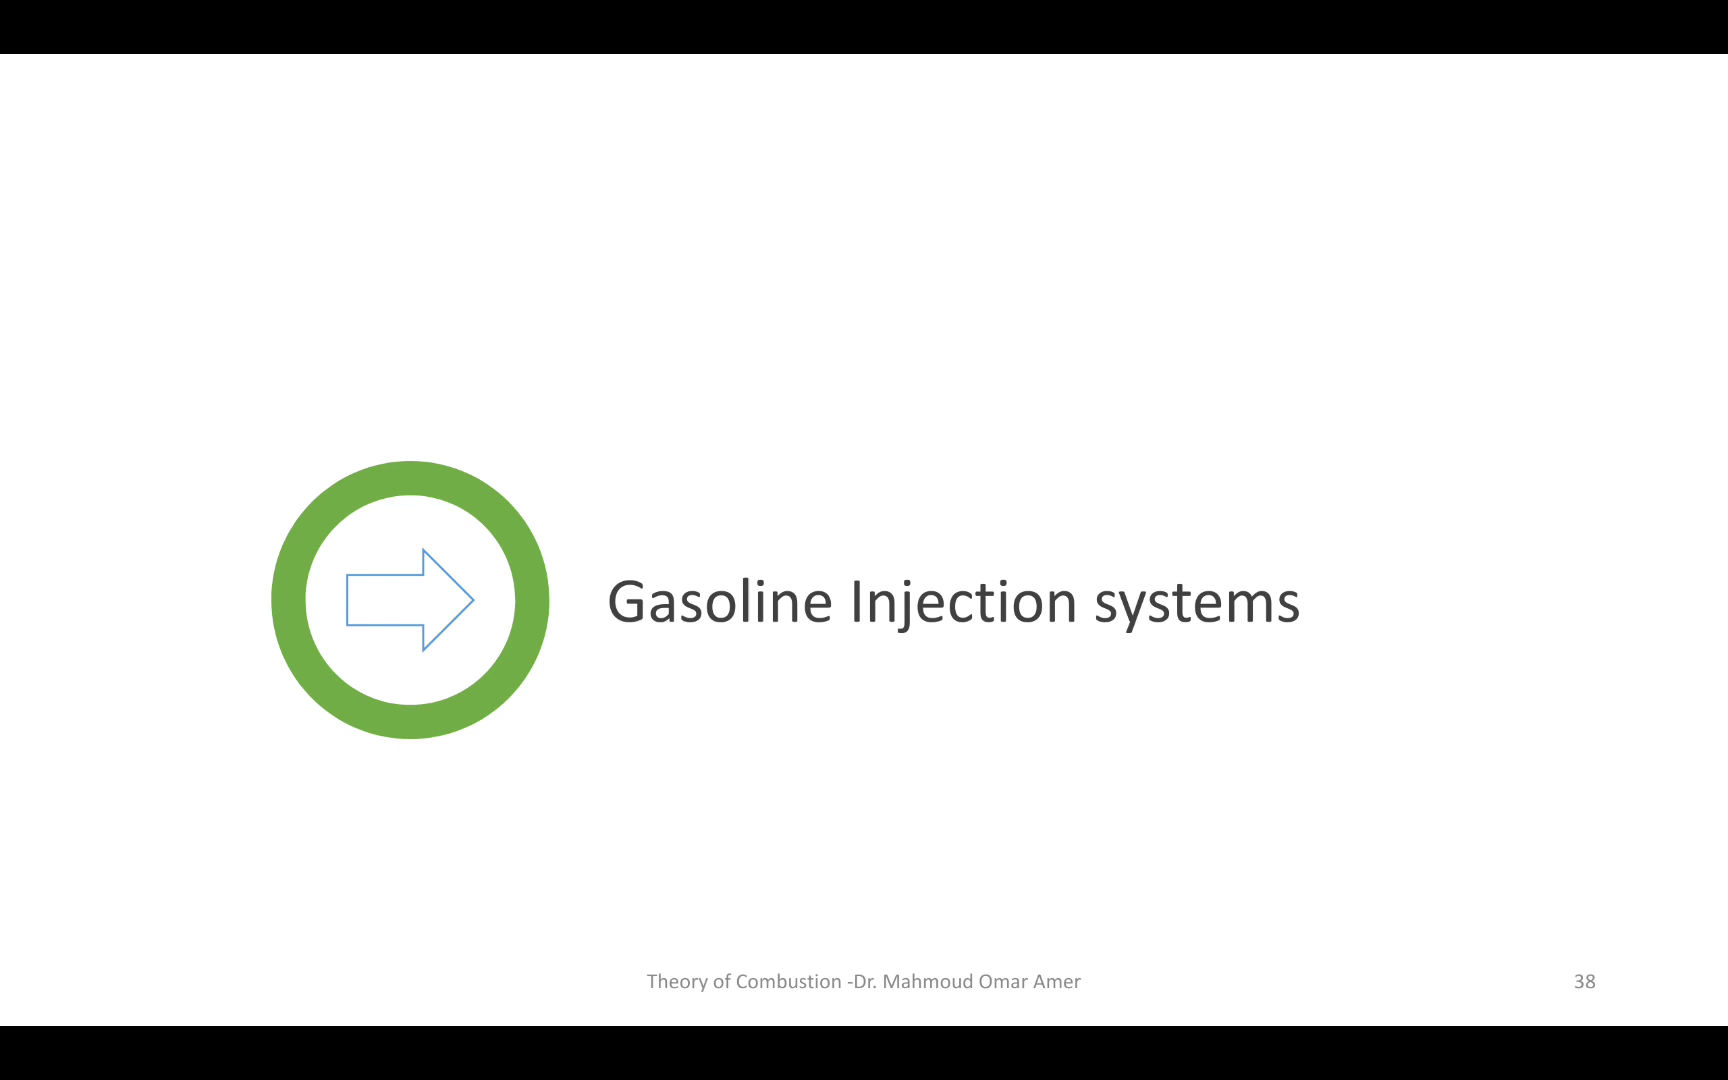 Gasoline Injection systems
Theory of Combustion -Dr. Mahmoud Omar Amer
38